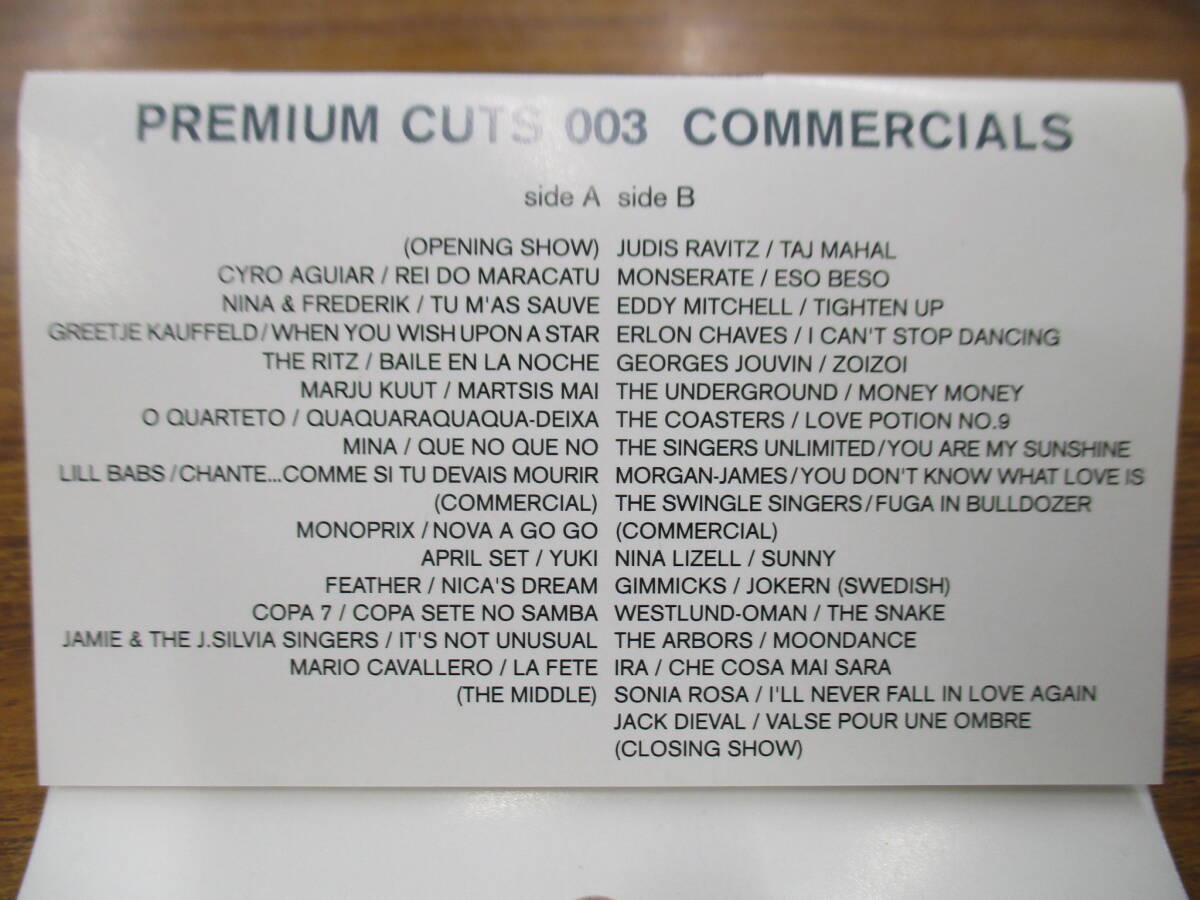 PREMIUM CUTS 003 COMMERCIALS
side A
(OPENING SHOW)
CYRO AGUIAR / REI DO MARACATU
NINA & FREDERIK / TU M'AS SAUVE
GREETJE KAUFFELD/WHEN YOU WISH UPON A STAR
THE RITZ / BAILE EN LA NOCHE
MARJU KUUT / MARTSIS MAI
O QUARTETO / QUAQUARAQUAQUA-DEIXA
MINA / QUE NO QUE NO
LILL BABS /CHANTE...COMME SI TU DEVAIS MOURIR
(COMMERCIAL)
MONOPRIX / NOVA A GO GO
APRIL SET / YUKI
FEATHER / NICA'S DREAM
COPA 7 / COPA SETE NO SAMBA
JAMIE & THE J.SILVIA SINGERS / IT'S NOT UNUSUAL
MARIO CAVALLERO / LA FETE
(THE MIDDLE)
side B
JUDIS RAVITZ / TAJ MAHAL
MONSERATE / ESO BESO
EDDY MITCHELL / TIGHTEN UP
ERLON CHAVES / I CAN'T STOP DANCING
GEORGES JOUVIN / ZOIZOI
THE UNDERGROUND / MONEY MONEY
THE COASTERS / LOVE POTION NO.9
THE SINGERS UNLIMITED/YOU ARE MY SUNSHINE
MORGAN-JAMES/YOU DON'T KNOW WHAT LOVE IS
THE SWINGLE SINGERS/FUGA IN BULLDOZER
(COMMERCIAL)
NINA LIZELL / SUNNY
GIMMICKS / JOKERN (SWEDISH)
WESTLUND-OMAN / THE SNAKE
THE ARBORS / MOONDANCE
IRA / CHE COSA MAI SARA
SONIA ROSA / I'LL NEVER FALL IN LOVE AGAIN
JACK DIEVAL / VALSE POUR UNE OMBRE
(CLOSING SHOW)